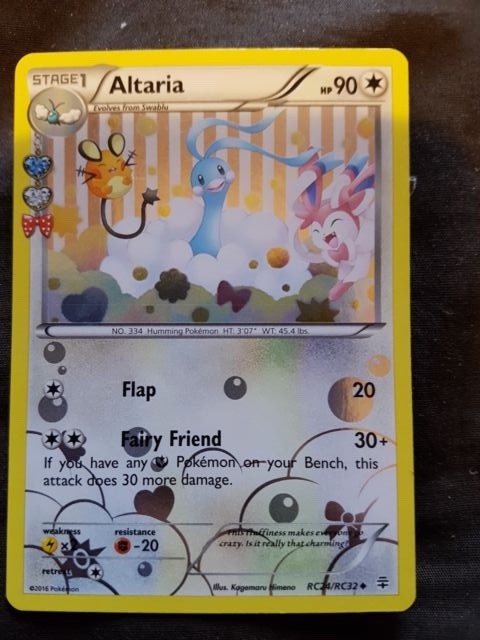 STAGE1 Altaria HP 90
Evolves from Swablu
NO. 334 Humming Pokémon HT: 3'07" WT: 45.4 lbs.
Flap 20
Fairy Friend 30+
If you have any Pokémon on your Bench, this
attack does 30 more damage.
weakness resistance
×2 -20
This fluffiness makes everyone go
crazy. Is it really that charming?
retreat
©2016 Pokémon Illus. Kagemaru Himeno RC24/RC32